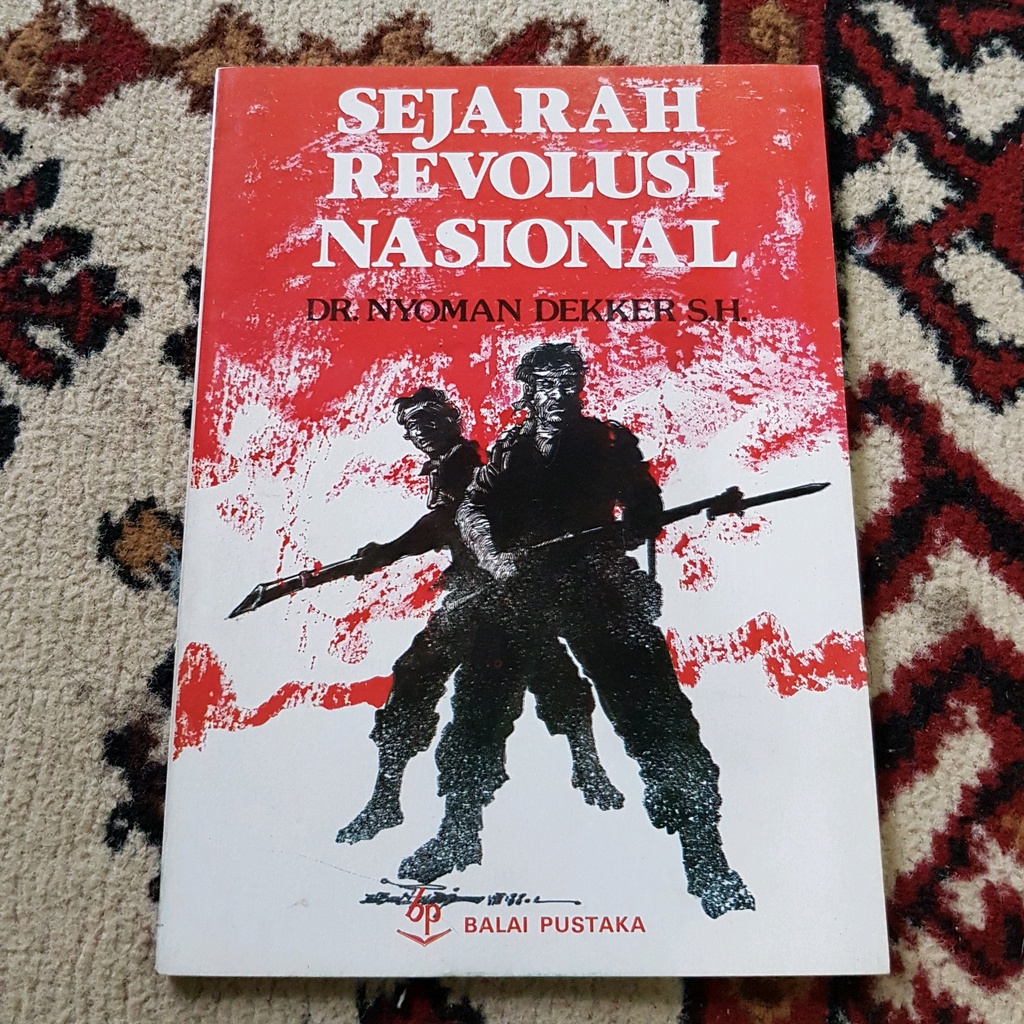 SEJARAH
REVOLUSI
NASIONAL
DR. NYOMAN DEKKER S.H.
bp
BALAI PUSTAKA